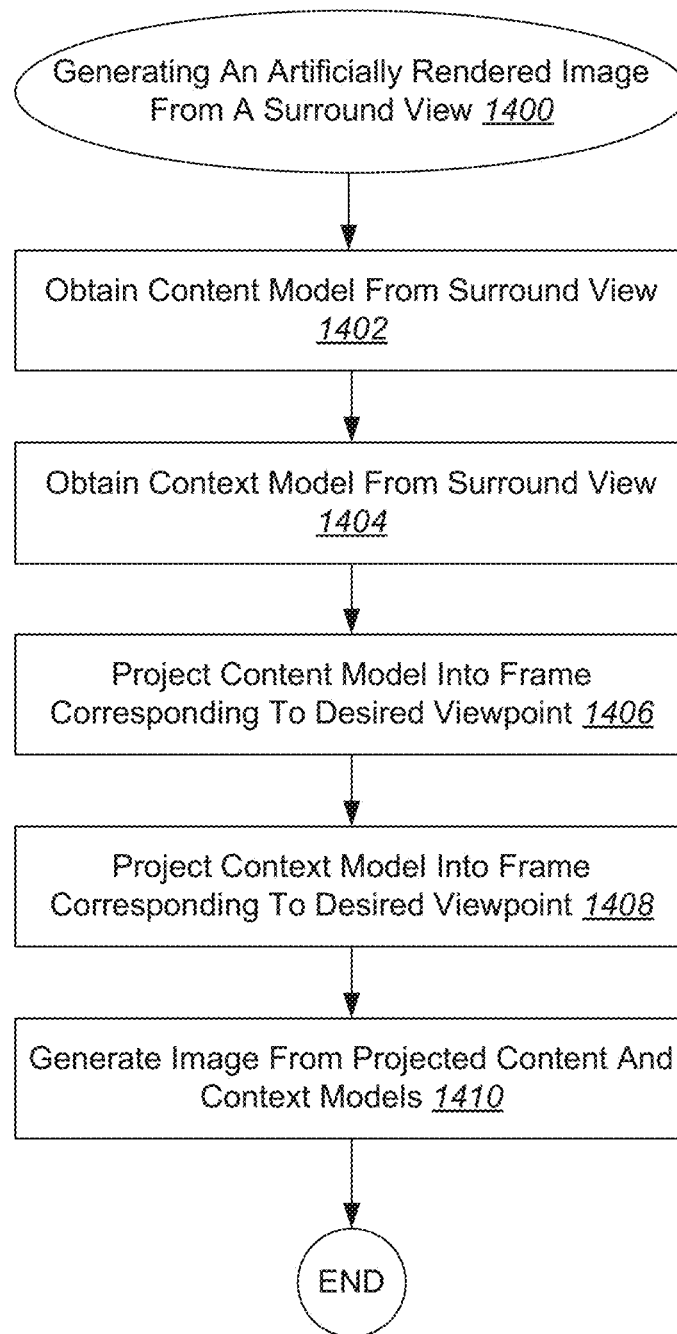 Generating An Artificially Rendered Image
From A Surround View 1400
Obtain Content Model From Surround View
1402
Obtain Context Model From Surround View
1404
Project Content Model Into Frame
Corresponding To Desired Viewpoint 1406
Project Context Model Into Frame
Corresponding To Desired Viewpoint 1408
Generate Image From Projected Content And
Context Models 1410
END